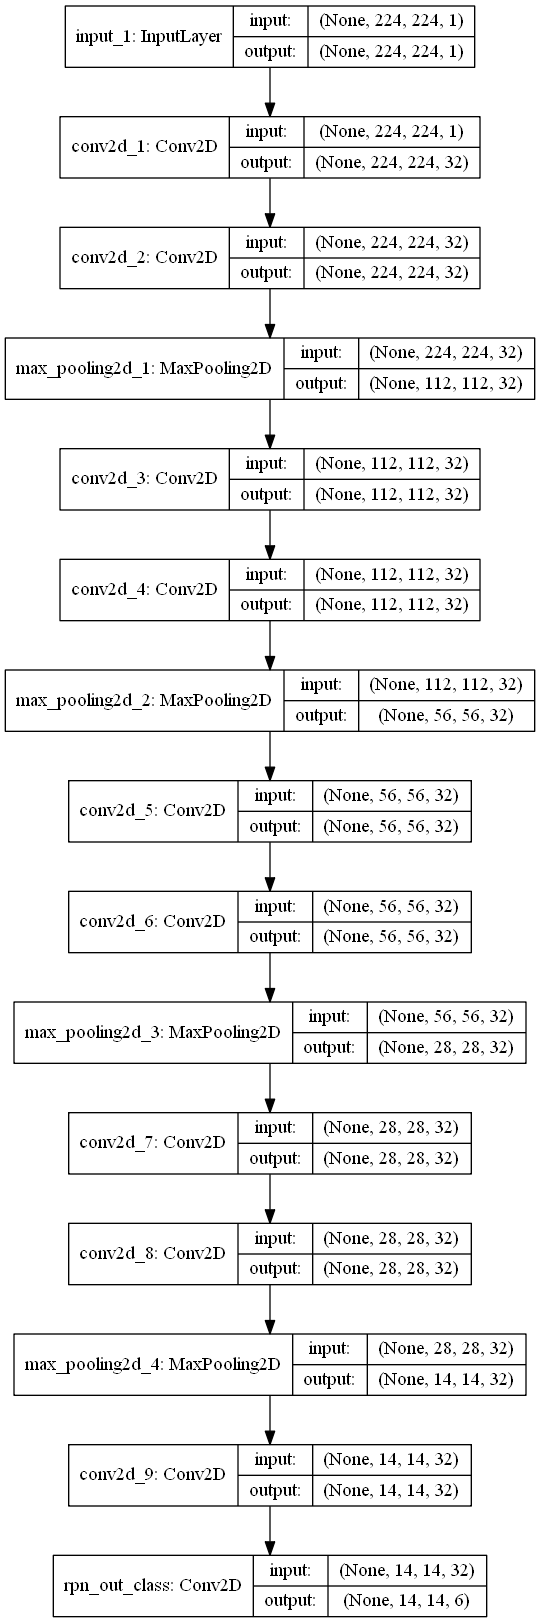 input_1: InputLayer
input: (None, 224, 224, 1)
output: (None, 224, 224, 1)
conv2d_1: Conv2D
input: (None, 224, 224, 1)
output: (None, 224, 224, 32)
conv2d_2: Conv2D
input: (None, 224, 224, 32)
output: (None, 224, 224, 32)
max_pooling2d_1: MaxPooling2D
input: (None, 224, 224, 32)
output: (None, 112, 112, 32)
conv2d_3: Conv2D
input: (None, 112, 112, 32)
output: (None, 112, 112, 32)
conv2d_4: Conv2D
input: (None, 112, 112, 32)
output: (None, 112, 112, 32)
max_pooling2d_2: MaxPooling2D
input: (None, 112, 112, 32)
output: (None, 56, 56, 32)
conv2d_5: Conv2D
input: (None, 56, 56, 32)
output: (None, 56, 56, 32)
conv2d_6: Conv2D
input: (None, 56, 56, 32)
output: (None, 56, 56, 32)
max_pooling2d_3: MaxPooling2D
input: (None, 56, 56, 32)
output: (None, 28, 28, 32)
conv2d_7: Conv2D
input: (None, 28, 28, 32)
output: (None, 28, 28, 32)
conv2d_8: Conv2D
input: (None, 28, 28, 32)
output: (None, 28, 28, 32)
max_pooling2d_4: MaxPooling2D
input: (None, 28, 28, 32)
output: (None, 14, 14, 32)
conv2d_9: Conv2D
input: (None, 14, 14, 32)
output: (None, 14, 14, 32)
rpn_out_class: Conv2D
input: (None, 14, 14, 32)
output: (None, 14, 14, 6)